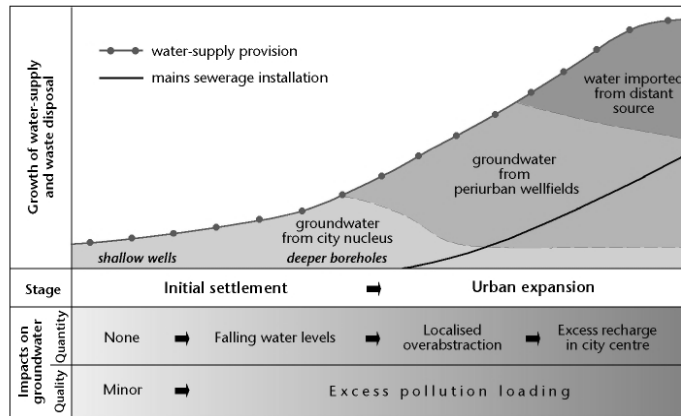 Growth of water-supply
and waste disposal
water-supply provision
mains sewerage installation
water imported
from distant
source
groundwater
from
periurban wellfields
groundwater
from city nucleus
shallow wells
deeper boreholes
Stage
Initial settlement
Urban expansion
Impacts on
groundwater
Quantity
None
Falling water levels
Localised
overabstraction
Excess recharge
in city centre
Quality
Minor
Excess pollution loading